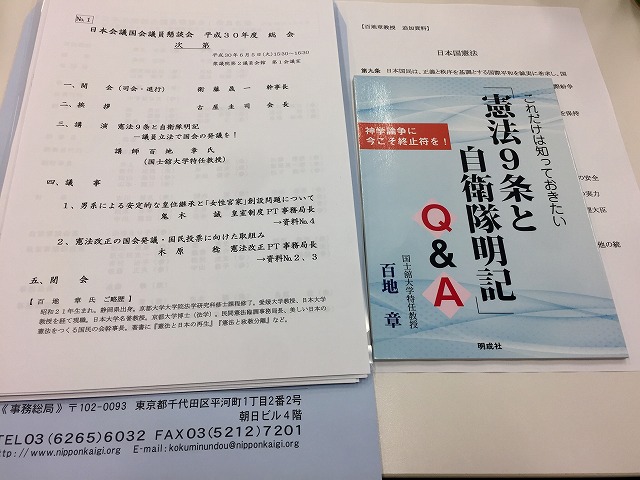 №1
日本会議国会議員懇談会 平成30年度 総会
次 第
平成30年6月5日(火)15:30~16:30
衆議院第2議員会館 第1会議室
一、開 会(司会・進行) 衛 藤 晟 一 幹事長
二、挨 拶 古 屋 圭 司 会 長
三、講 演 憲法9条と自衛隊明記
―議員立法で国会の発議を!
講 師 百 地 章 氏
(国士舘大学特任教授)
四、議 事
1、男系による安定的な皇位継承と「女性宮家」創設問題について
鬼 木 誠 皇室制度PT事務局長
→資料№4
2、憲法改正の国会発議・国民投票に向けた取組み
木 原 稔 憲法改正PT事務局長
→資料№2、3
五、閉 会
【百 地 章 氏 ご略歴】
昭和21年生まれ。静岡県出身。京都大学大学院法学研究科修士課程修了。愛媛大学教授、日本大学
教授を経て現職。日本大学名誉教授。京都大学博士(法学)。民間憲法臨調事務局長、美しい日本の
憲法をつくる国民の会幹事長。著書に『憲法と日本の再生』『憲法と政教分離』など。
《事務総局》〒102-0093 東京都千代田区平河町1丁目2番2号
朝日ビル4階
TEL03(6265)6032 FAX03(5212)7201
http://www.nipponkaigi.org E-mail:kokuminundou@nipponkaigi.org
【百地章教授 追加資料】
日本国憲法
第九条 日本国民は、正義と秩序を基調とする国際平和を誠実に希求し、国
を保持
の安全
の実力
理大臣
他の統
これだけは知っておきたい
「憲法9条と
自衛隊明記」
Q&A
神学論争に
今こそ終止符を!
国士舘大学特任教授
百地 章
明成社